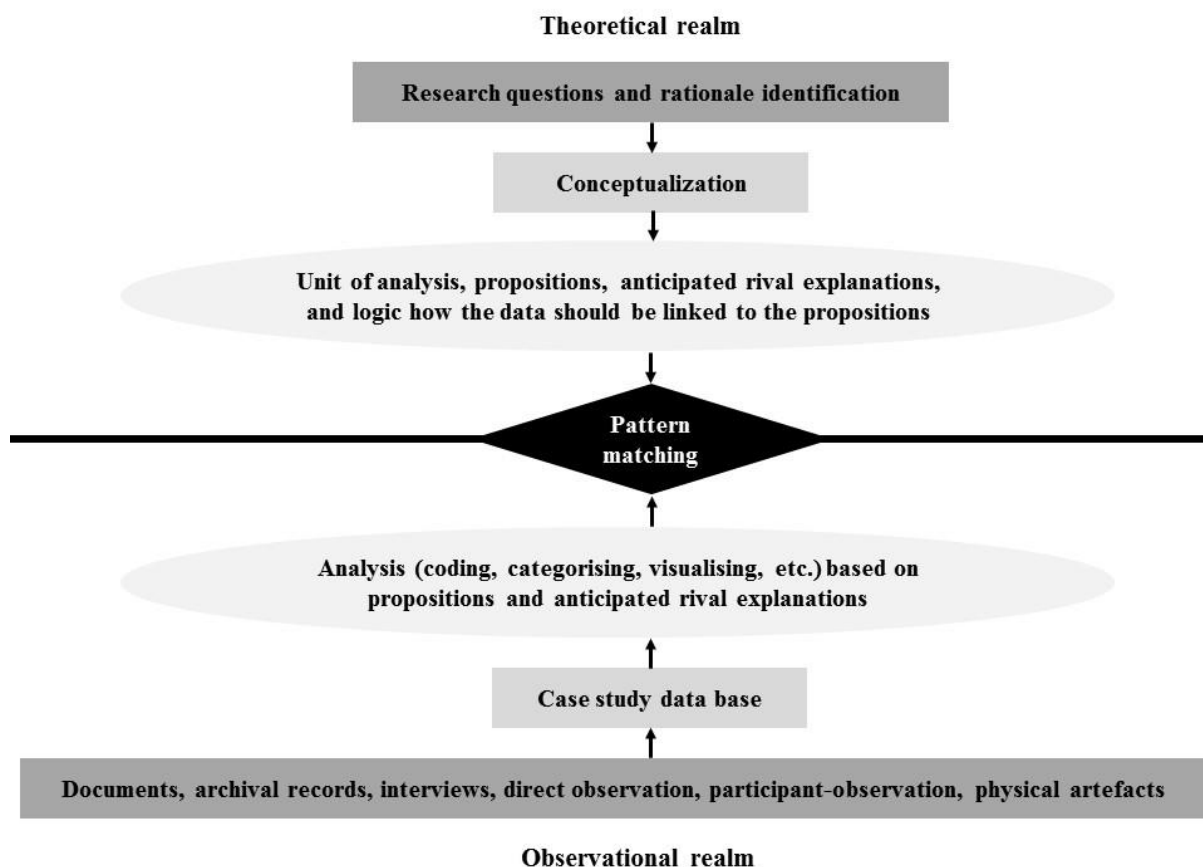 Theoretical realm
Research questions and rationale identification
Conceptualization
Unit of analysis, propositions, anticipated rival explanations,
and logic how the data should be linked to the propositions
Pattern
matching
Analysis (coding, categorising, visualising, etc.) based on
propositions and anticipated rival explanations
Case study data base
Documents, archival records, interviews, direct observation, participant-observation, physical artefacts
Observational realm